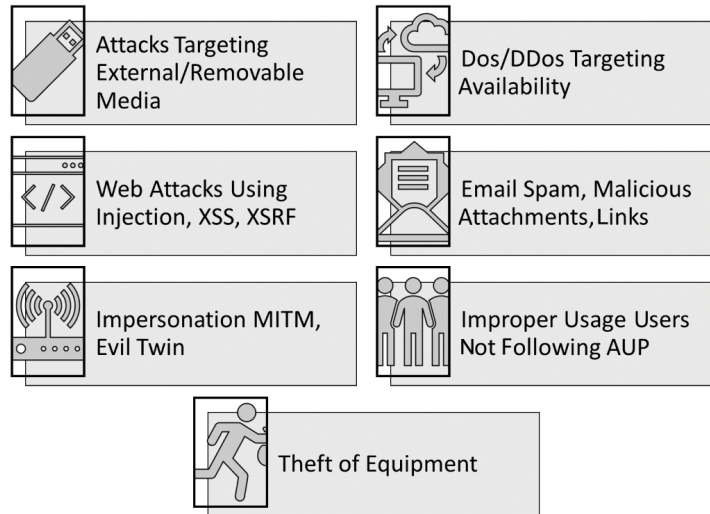 Attacks Targeting
External/Removable
Media
Dos/DDos Targeting
Availability
</>
Web Attacks Using
Injection, XSS, XSRF
Email Spam, Malicious
Attachments, Links
Impersonation MITM,
Evil Twin
Improper Usage Users
Not Following AUP
Theft of Equipment